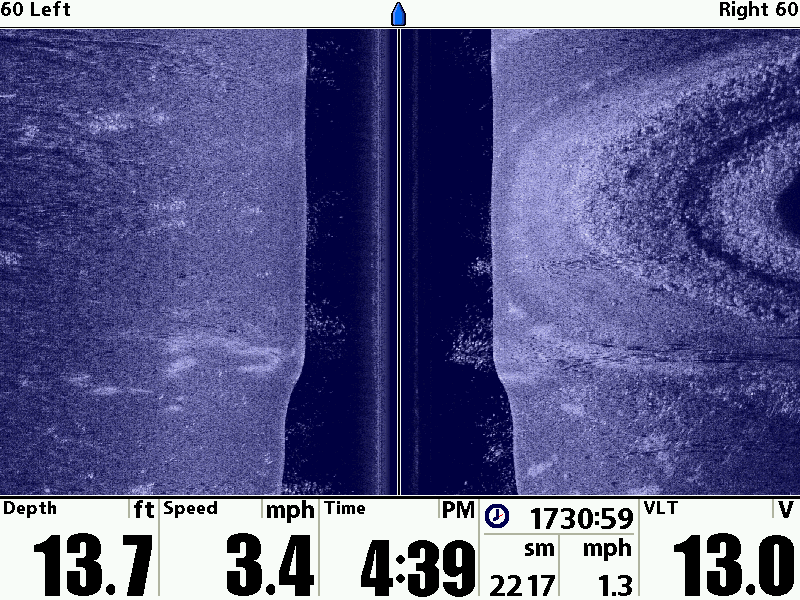 60 Left Right 60
Depth ft Speed mph Time PM 1730:59 VLT V
sm mph
13.7 3.4 4:39 2217 1.3 13.0